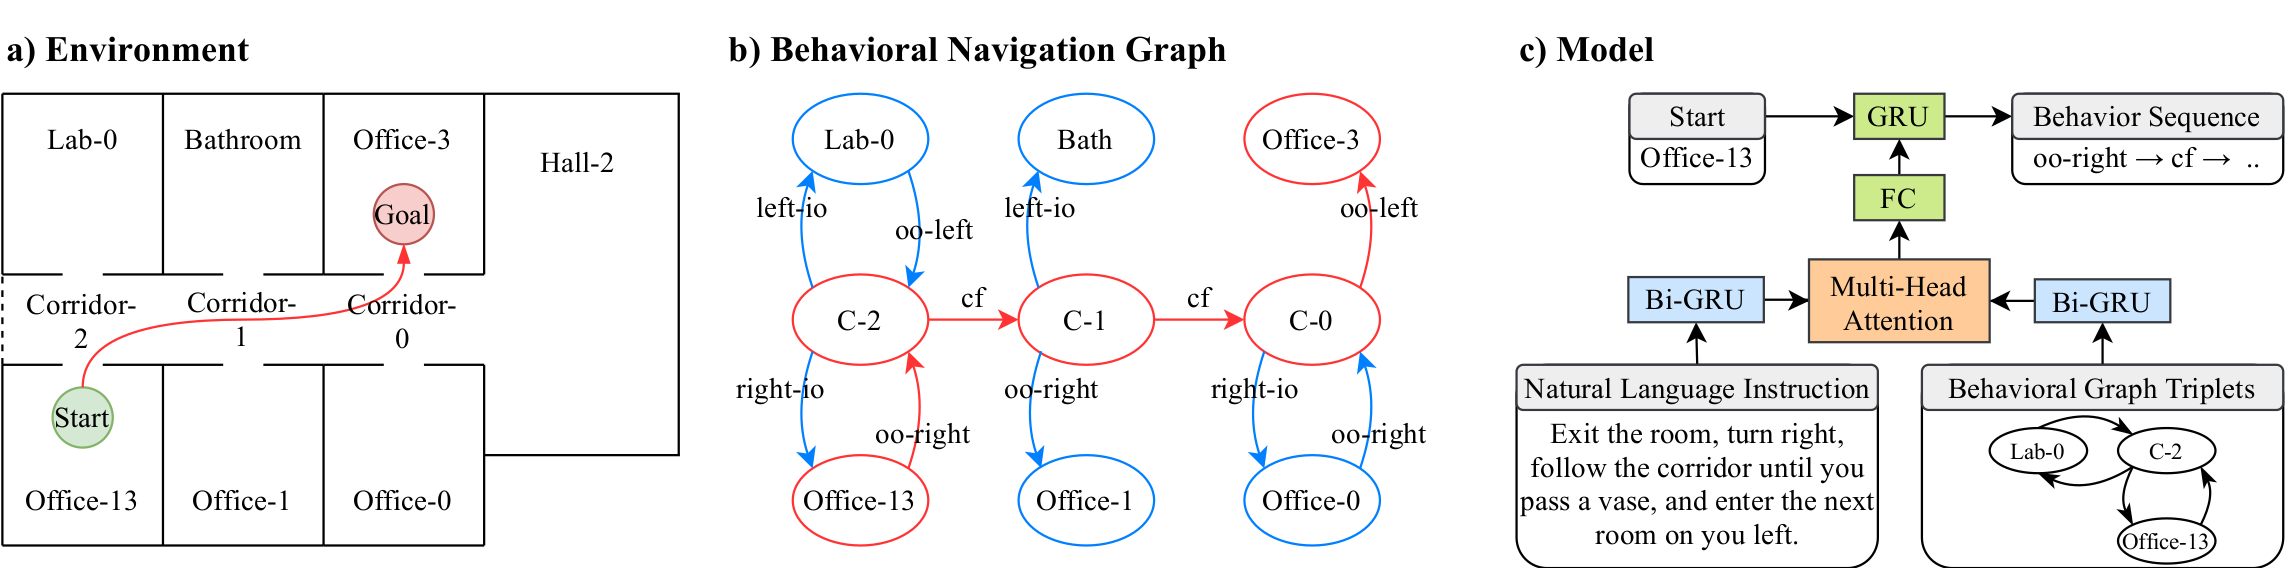 a) Environment
Lab-0
Bathroom
Office-3
Hall-2
Goal
Corridor-
2
Corridor-
1
Corridor-
0
Start
Office-13
Office-1
Office-0
b) Behavioral Navigation Graph
Lab-0
Bath
Office-3
left-io
oo-left
left-io
oo-left
C-2
cf
C-1
cf
C-0
right-io
oo-right
oo-right
right-io
oo-right
Office-13
Office-1
Office-0
c) Model
Start
Office-13
GRU
Behavior Sequence
oo-right → cf → ..
FC
Bi-GRU
Multi-Head
Attention
Bi-GRU
Natural Language Instruction
Exit the room, turn right,
follow the corridor until you
pass a vase, and enter the next
room on you left.
Behavioral Graph Triplets
Lab-0
C-2
Office-13